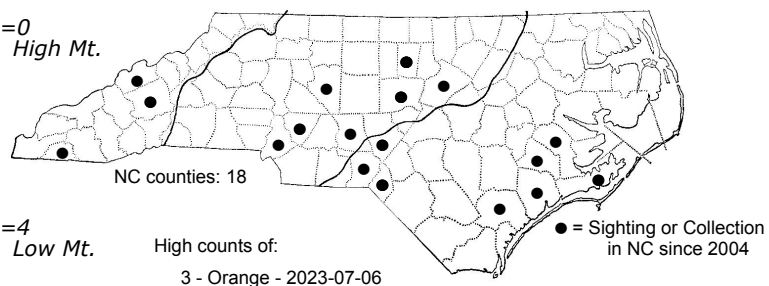 =0
High Mt.
NC counties: 18
=4
Low Mt.
High counts of:
3 - Orange - 2023-07-06
= Sighting or Collection
in NC since 2004